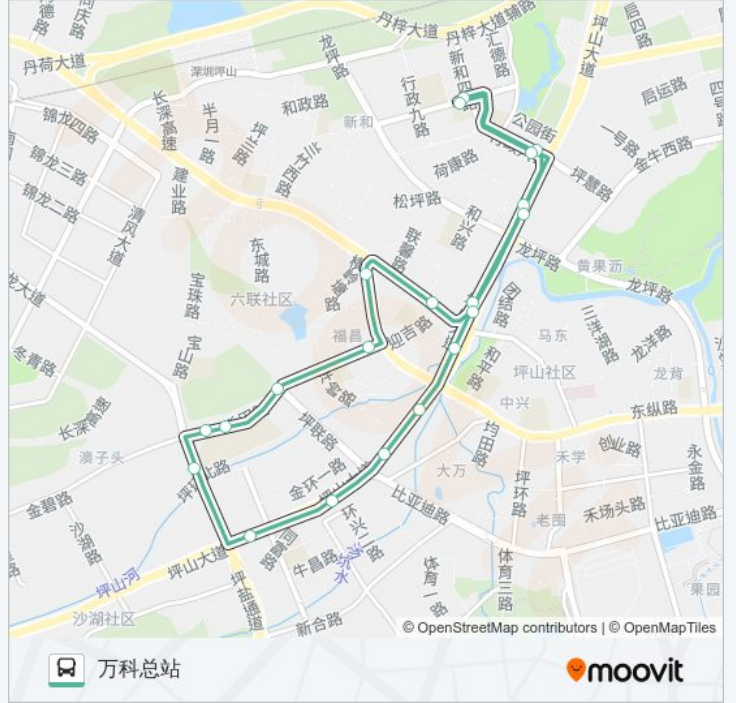 同庆路
丹荷大道
丹梓大道
丹梓大道辅路
汇德路
新和四路
坪山大道
启四路
深圳坪山
龙坪路
行政九路
新和
和政路
公园街
启运路
一号路
金牛西路
锦龙四路
长深高速
半月一路
坪兰路
兰竹西路
荷康路
坪慧路
锦龙三路
锦龙二路
建业路
清风大道
松坪路
和兴路
联馨路
龙坪路
黄果沥
龙坪路
东城路
六联社区
宝珠路
龙大道
团结路
三洋湖路
龙洋路
马东
福昌
迎吉路
宝山路
冬青路
和平路
坪山社区
龙背
中兴
东纵路
长深高速
澳子头
坪联路
均田路
创业路
禾学
大万
永金路
金碧路
金环一路
比亚迪路
坪环路
老围
禾场头路
比亚迪路
沙湖路
坪山大道
坪山河
坪盐通道
牛昌路
环兴二路
体育一路
体育三路
果园
沙湖社区
新合路
© OpenStreetMap contributors | © OpenMapTiles
万科总站
moovit